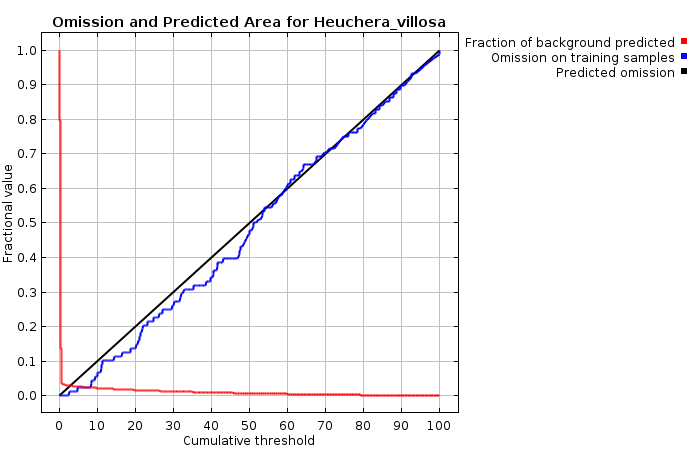 Omission and Predicted Area for Heuchera_villosa
Fraction of background predicted
Omission on training samples
Predicted omission
Fractional value
1.0
0.9
0.8
0.7
0.6
0.5
0.4
0.3
0.2
0.1
0.0
0 10 20 30 40 50 60 70 80 90 100
Cumulative threshold